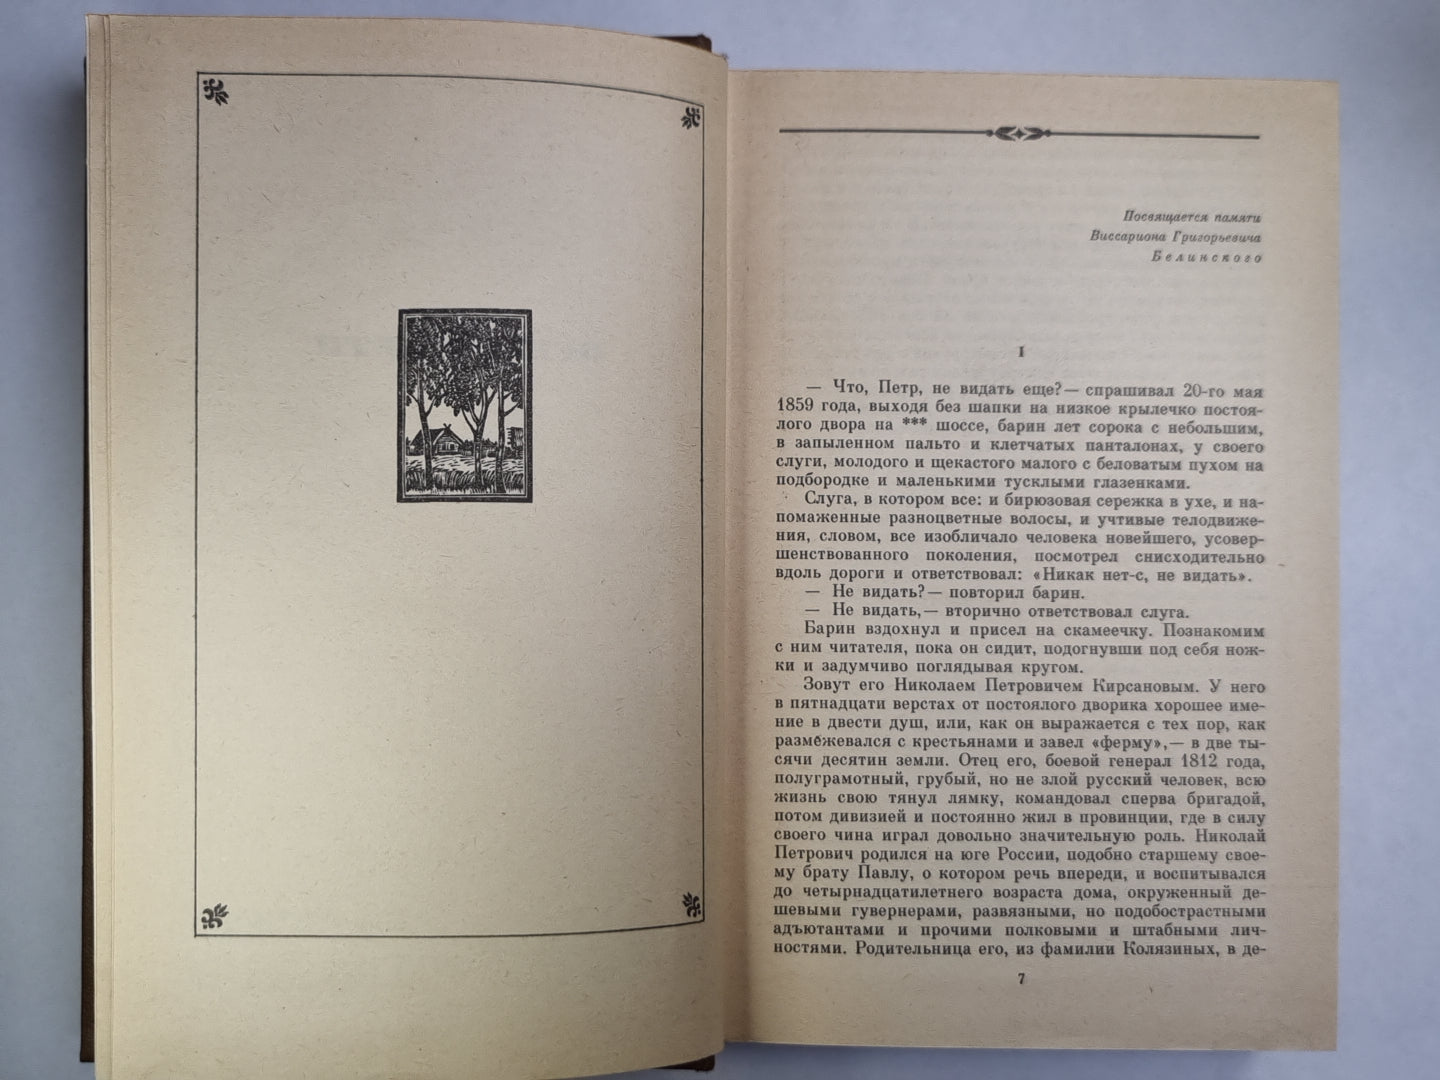 Посвящается памяти
Виссариона Григорьевича
Белинского
I
— Что, Петр, не видать еще?— спрашивал 20-го мая
1859 года, выходя без шапки на низкое крылечко постоя-
лого двора на *** шоссе, барин лет сорока с небольшим,
в запыленном пальто и клетчатых панталонах, у своего
слуги, молодого и щекастого малого с беловатым пухом на
подбородке и маленькими тусклыми глазенками.
Слуга, в котором все: и бирюзовая сережка в ухе, и на-
помаженные разноцветные волосы, и учтивые телодвиже-
ния, словом, все изобличало человека новейшего, усовер-
шенствованного поколения, посмотрел снисходительно
вдоль дороги и ответствовал: «Никак нет-с, не видать».
— Не видать?— повторил барин.
— Не видать,— вторично ответствовал слуга.
Барин вздохнул и присел на скамеечку. Познакомим
с ним читателя, пока он сидит, подогнувши под себя нож-
ки и задумчиво поглядывая кругом.
Зовут его Николаем Петровичем Кирсановым. У него
в пятнадцати верстах от постоялого дворика хорошее име-
ние в двести душ, или, как он выражается с тех пор, как
размежевался с крестьянами и завел «ферму»,— в две ты-
сячи десятин земли. Отец его, боевой генерал 1812 года,
полуграмотный, грубый, но не злой русский человек, всю
жизнь свою тянул лямку, командовал сперва бригадой,
потом дивизией и постоянно жил в провинции, где в силу
своего чина играл довольно значительную роль. Николай
Петрович родился на юге России, подобно старшему свое-
му брату Павлу, о котором речь впереди, и воспитывался
до четырнадцатилетнего возраста дома, окруженный де-
шевыми гувернерами, развязными, но подобострастными
адъютантами и прочими полковыми и штабными лич-
ностями. Родительница его, из фамилии Колязиных, в де-
7